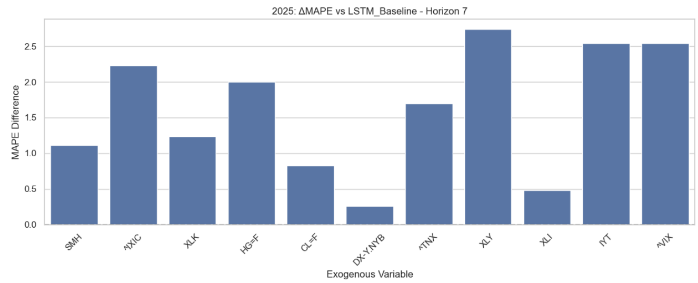 2025: ΔMAPE vs LSTM_Baseline - Horizon 7
MAPE Difference
2.5
2.0
1.5
1.0
0.5
0.0
SMH
^IXIC
XLK
HG=F
CL=F
DX-Y.NYB
^TNX
XLY
XLI
IYT
^VIX
Exogenous Variable